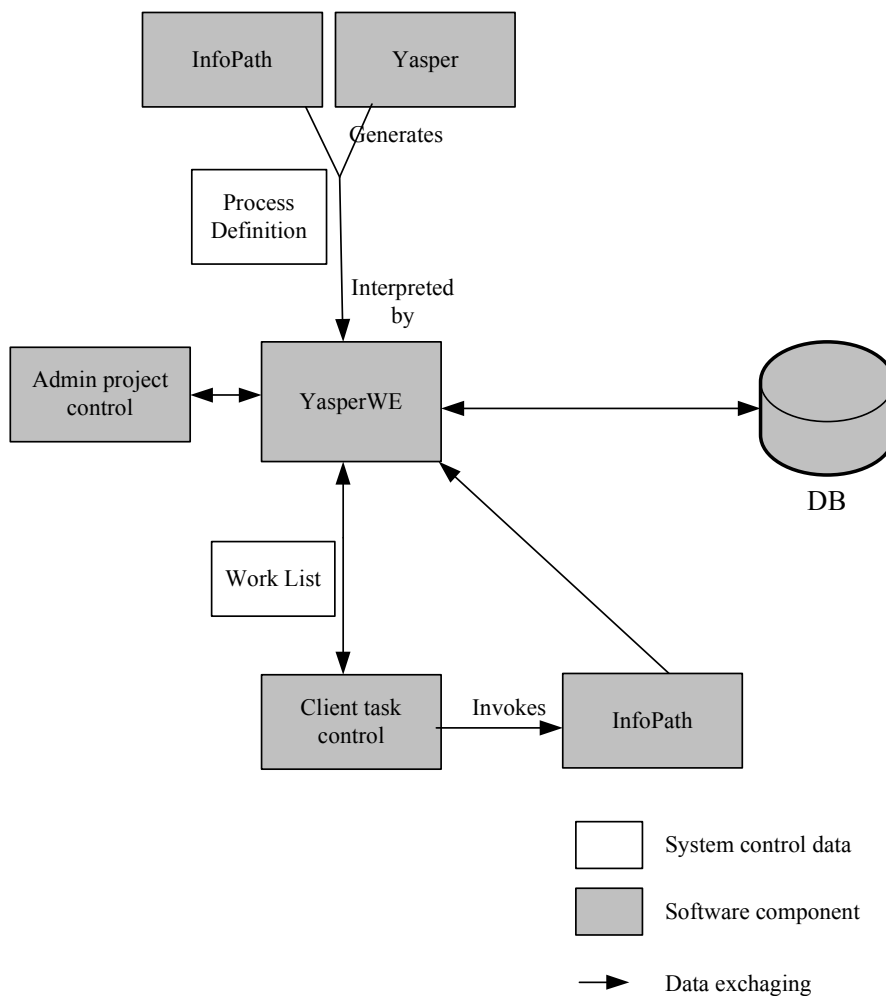 InfoPath
Yasper
Generates
Process
Definition
Interpreted
by
Admin project
control
YasperWE
DB
Work List
Client task
control
Invokes
InfoPath
System control data
Software component
Data exchaging